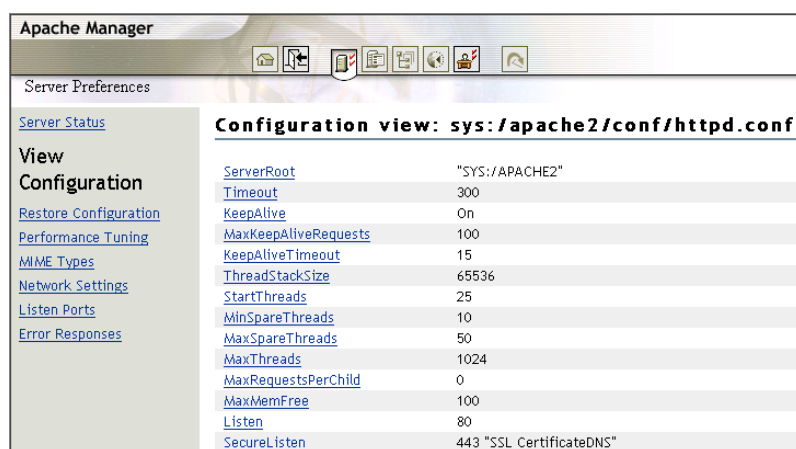 Apache Manager
Server Preferences
Server Status
View
Configuration
Restore Configuration
Performance Tuning
MIME Types
Network Settings
Listen Ports
Error Responses
Configuration view: sys:/apache2/conf/httpd.conf
ServerRoot "SYS:/APACHE2"
Timeout 300
KeepAlive On
MaxKeepAliveRequests 100
KeepAliveTimeout 15
ThreadStackSize 65536
StartThreads 25
MinSpareThreads 10
MaxSpareThreads 50
MaxThreads 1024
MaxRequestsPerChild 0
MaxMemFree 100
Listen 80
SecureListen 443 "SSL CertificateDNS"